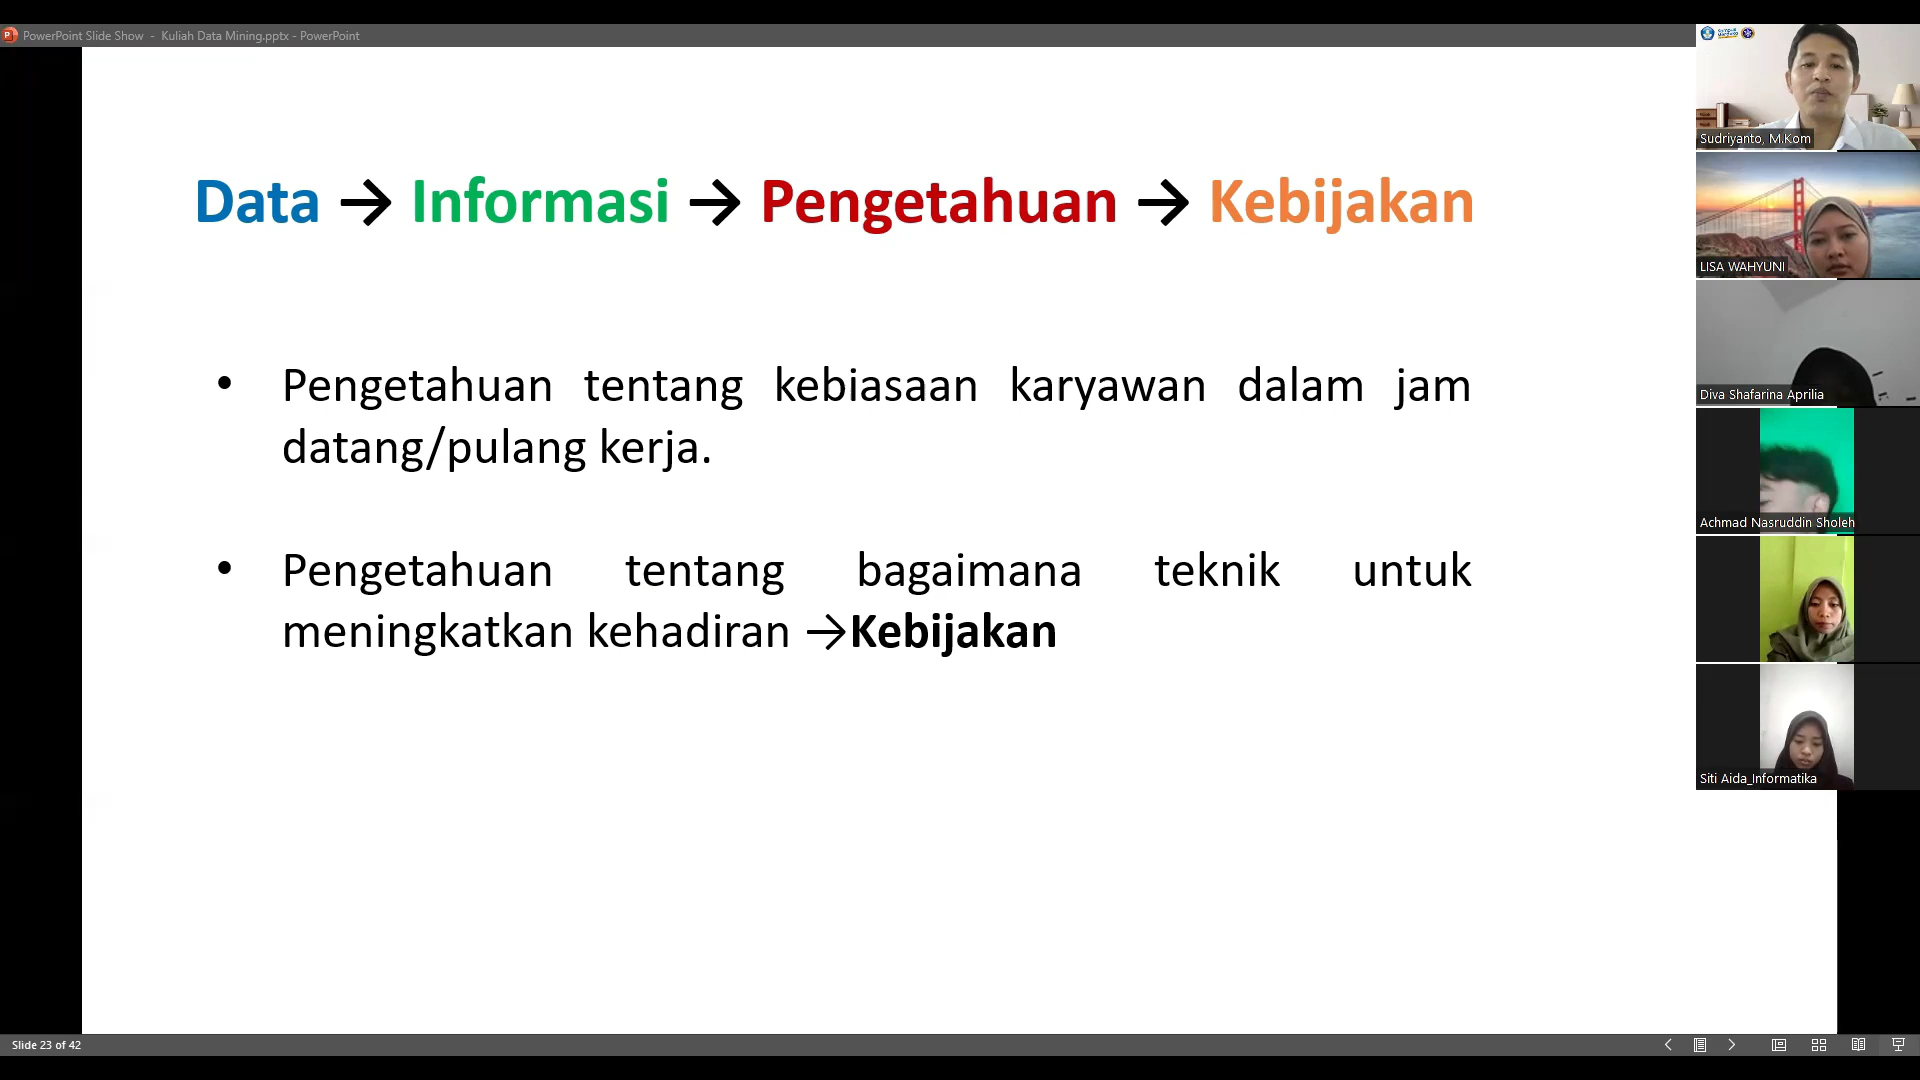 PowerPoint Slide Show - Kuliah Data Mining.pptx - PowerPoint
Data → Informasi → Pengetahuan → Kebijakan
• Pengetahuan tentang kebiasaan karyawan dalam jam
datang/pulang kerja.
• Pengetahuan tentang bagaimana teknik untuk
meningkatkan kehadiran →Kebijakan
Sudriyanto, M.Kom
LISA WAHYUNI
Diva Shafarina Aprilia
Achmad Nasruddin Sholeh
Siti Aida_Informatika
Slide 23 of 42